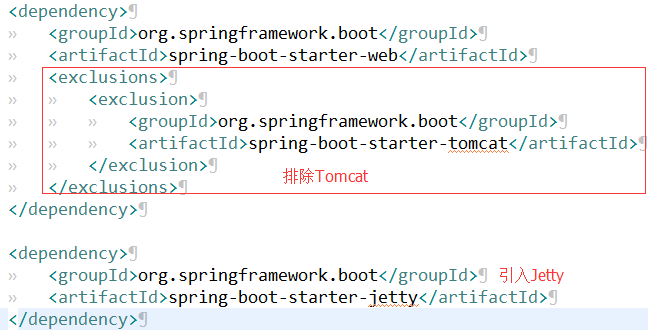 <dependency>
<groupId>org.springframework.boot</groupId>
<artifactId>spring-boot-starter-web</artifactId>
<exclusions>
<exclusion>
<groupId>org.springframework.boot</groupId>
<artifactId>spring-boot-starter-tomcat</artifactId>
</exclusion>
排除Tomcat
</exclusions>
</dependency>
<dependency>
<groupId>org.springframework.boot</groupId> 引入Jetty
<artifactId>spring-boot-starter-jetty</artifactId>
</dependency>